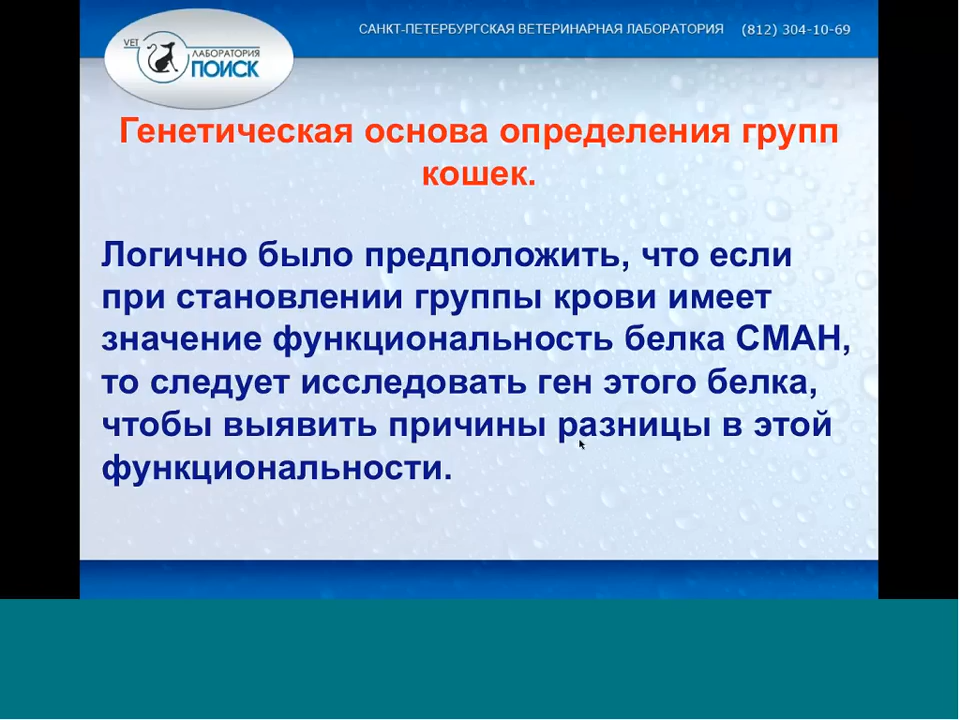 САНКТ-ПЕТЕРБУРГСКАЯ ВЕТЕРИНАРНАЯ ЛАБОРАТОРИЯ (812) 304-10-69
VET ЛАБОРАТОРИЯ
ПОИСК
Генетическая основа определения групп
кошек.
Логично было предположить, что если
при становлении группы крови имеет
значение функциональность белка СМАН,
то следует исследовать ген этого белка,
чтобы выявить причины разницы в этой
функциональности.